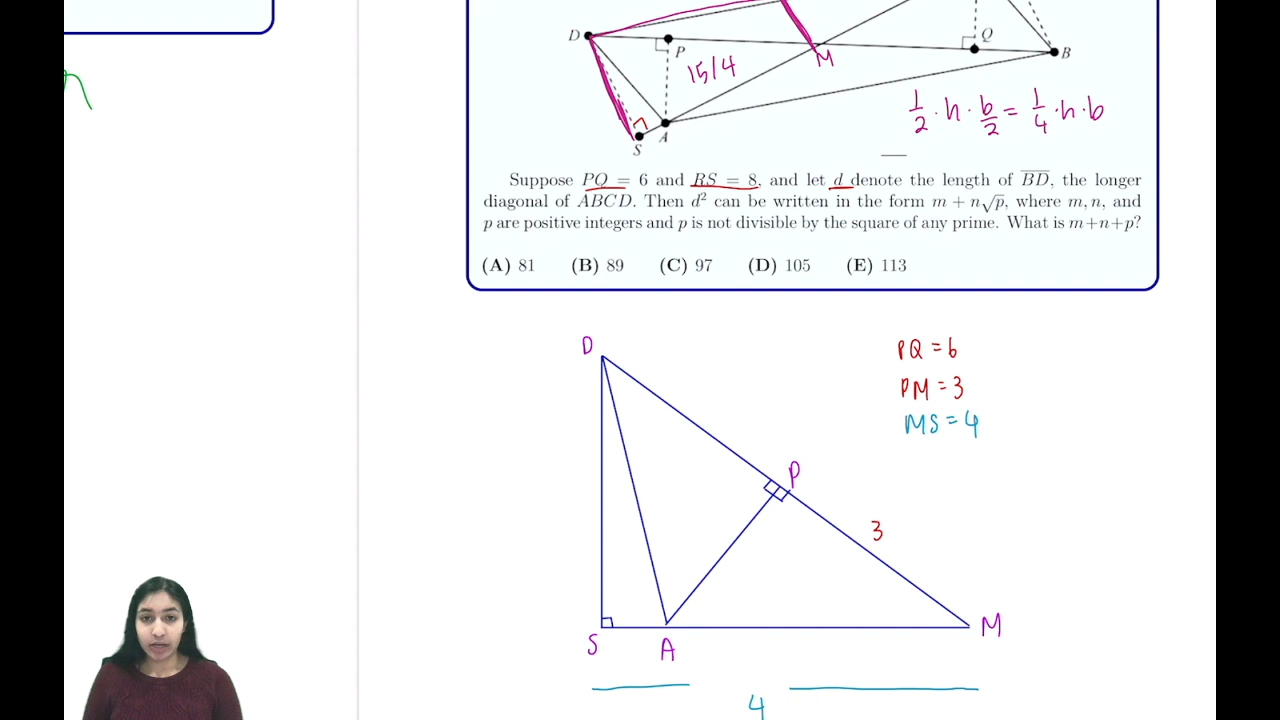 D
P
Q
15/4
M
B
1/2 · h · b/2 = 1/4 · h · b
S
A
Suppose PQ = 6 and RS = 8, and let d denote the length of \overline{BD}, the longer
diagonal of ABCD. Then d² can be written in the form m + n√p, where m, n, and
p are positive integers and p is not divisible by the square of any prime. What is m+n+p?
(A) 81 (B) 89 (C) 97 (D) 105 (E) 113
D
PQ = 6
PM = 3
MS = 4
P
3
M
S
A
4